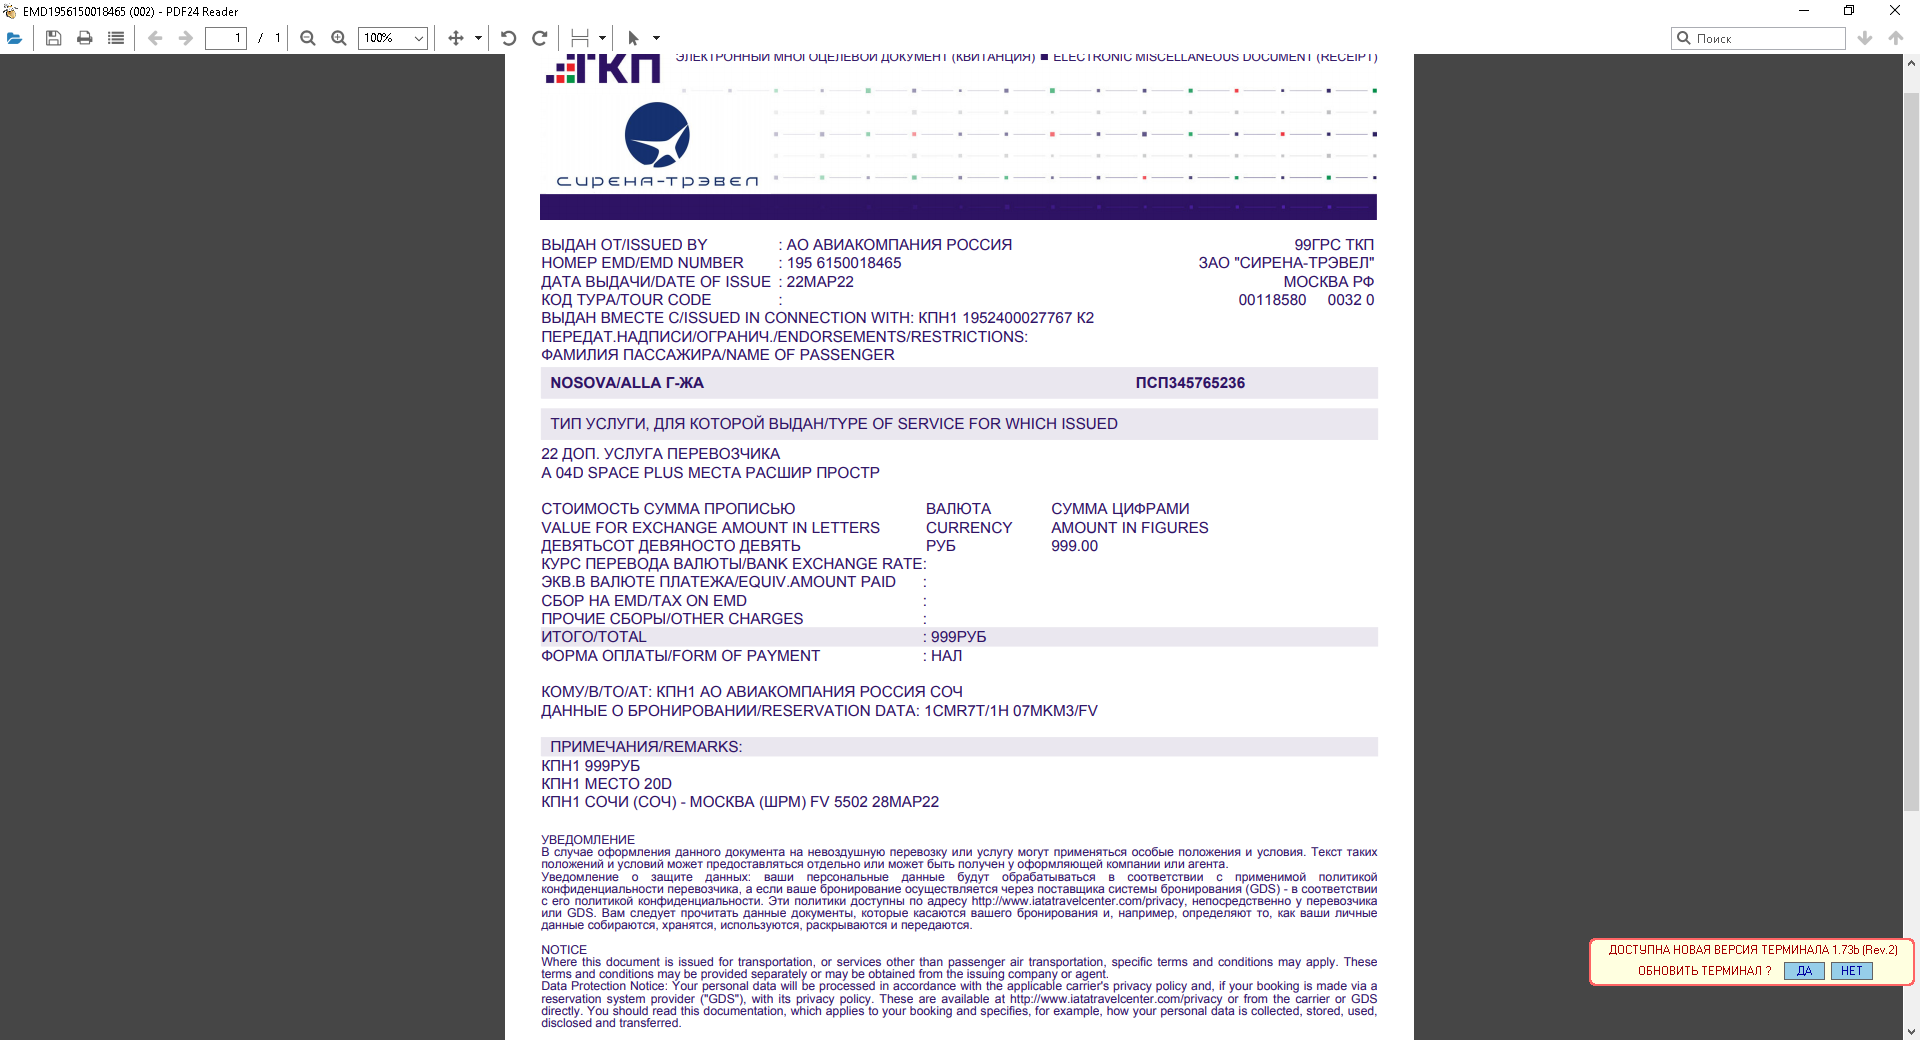 EMD1956150018465 (002) - PDF24 Reader
1 / 1 100% Поиск
ТКП ЭЛЕКТРОННЫЙ МНОГОЦЕЛЕВОЙ ДОКУМЕНТ (КВИТАНЦИЯ) ■ ELECTRONIC MISCELLANEOUS DOCUMENT (RECEIPT)
СИРЕНА-ТРЭВЕЛ
ВЫДАН ОТ/ISSUED BY : АО АВИАКОМПАНИЯ РОССИЯ 99ГРС ТКП
НОМЕР EMD/EMD NUMBER : 195 6150018465 ЗАО "СИРЕНА-ТРЭВЕЛ"
ДАТА ВЫДАЧИ/DATE OF ISSUE : 22МАР22 МОСКВА РФ
КОД ТУРА/TOUR CODE : 00118580 0032 0
ВЫДАН ВМЕСТЕ С/ISSUED IN CONNECTION WITH: КПН1 1952400027767 К2
ПЕРЕДАТ.НАДПИСИ/ОГРАНИЧ./ENDORSEMENTS/RESTRICTIONS:
ФАМИЛИЯ ПАССАЖИРА/NAME OF PASSENGER
NOSOVA/ALLA Г-ЖА ПСП345765236
ТИП УСЛУГИ, ДЛЯ КОТОРОЙ ВЫДАН/TYPE OF SERVICE FOR WHICH ISSUED
22 ДОП. УСЛУГА ПЕРЕВОЗЧИКА
А 04D SPACE PLUS МЕСТА РАСШИР ПРОСТР
СТОИМОСТЬ СУММА ПРОПИСЬЮ ВАЛЮТА СУММА ЦИФРАМИ
VALUE FOR EXCHANGE AMOUNT IN LETTERS CURRENCY AMOUNT IN FIGURES
ДЕВЯТЬСОТ ДЕВЯНОСТО ДЕВЯТЬ РУБ 999.00
КУРС ПЕРЕВОДА ВАЛЮТЫ/BANK EXCHANGE RATE:
ЭКВ.В ВАЛЮТЕ ПЛАТЕЖА/EQUIV.AMOUNT PAID :
СБОР НА EMD/TAX ON EMD :
ПРОЧИЕ СБОРЫ/OTHER CHARGES :
ИТОГО/TOTAL : 999РУБ
ФОРМА ОПЛАТЫ/FORM OF PAYMENT : НАЛ
КОМУ/В/TO/AT: КПН1 АО АВИАКОМПАНИЯ РОССИЯ СОЧ
ДАННЫЕ О БРОНИРОВАНИИ/RESERVATION DATA: 1CMR7T/1H 07MKM3/FV
ПРИМЕЧАНИЯ/REMARKS:
КПН1 999РУБ
КПН1 МЕСТО 20D
КПН1 СОЧИ (СОЧ) - МОСКВА (ШРМ) FV 5502 28МАР22
УВЕДОМЛЕНИЕ
В случае оформления данного документа на невоздушную перевозку или услугу могут применяться особые положения и условия. Текст таких
положений и условий может предоставляться отдельно или может быть получен у оформляющей компании или агента.
Уведомление о защите данных: ваши персональные данные будут обрабатываться в соответствии с применимой политикой
конфиденциальности перевозчика, а если ваше бронирование осуществляется через поставщика системы бронирования (GDS) - в соответствии
с его политикой конфиденциальности. Эти политики доступны по адресу http://www.iatatravelcenter.com/privacy, непосредственно у перевозчика
или GDS. Вам следует прочитать данные документы, которые касаются вашего бронирования и, например, определяют то, как ваши личные
данные собираются, хранятся, используются, раскрываются и передаются.
NOTICE
Where this document is issued for transportation, or services other than passenger air transportation, specific terms and conditions may apply. These
terms and conditions may be provided separately or may be obtained from the issuing company or agent.
Data Protection Notice: Your personal data will be processed in accordance with the applicable carrier's privacy policy and, if your booking is made via a
reservation system provider ("GDS"), with its privacy policy. These are available at http://www.iatatravelcenter.com/privacy or from the carrier or GDS
directly. You should read this documentation, which applies to your booking and specifies, for example, how your personal data is collected, stored, used,
disclosed and transferred.
ДОСТУПНА НОВАЯ ВЕРСИЯ ТЕРМИНАЛА 1.73b (Rev.2)
ОБНОВИТЬ ТЕРМИНАЛ ? ДА НЕТ